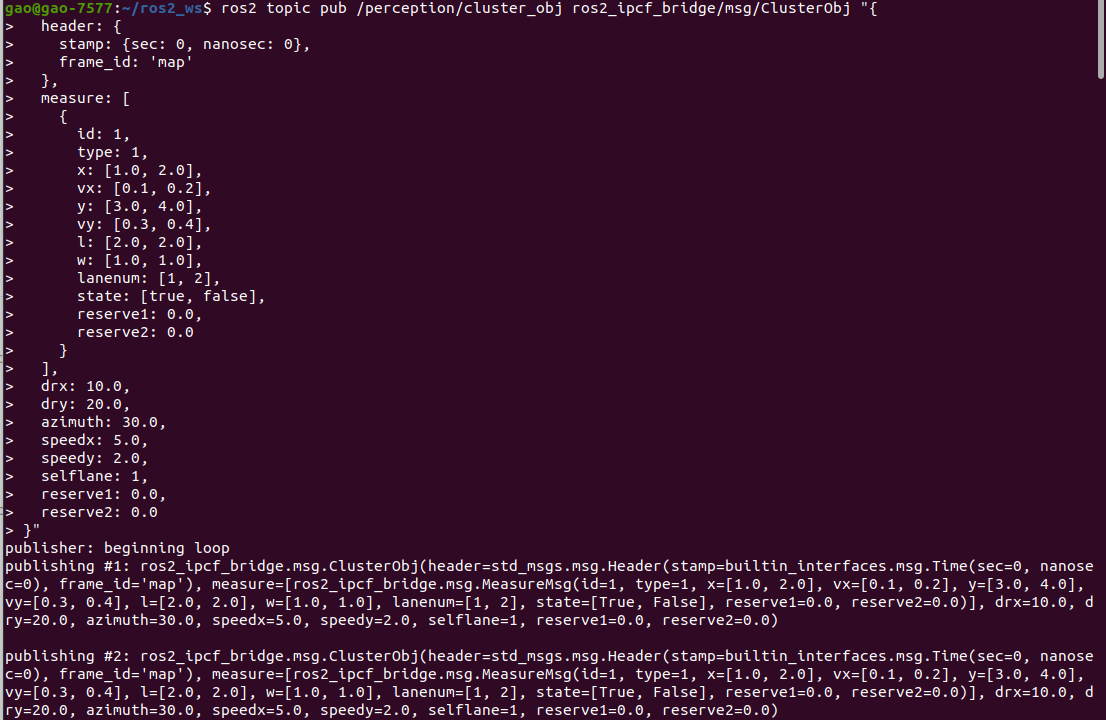 gao@gao-7577:~/ros2_ws$ ros2 topic pub /perception/cluster_obj ros2_ipcf_bridge/msg/ClusterObj "{
>   header: {
>     stamp: {sec: 0, nanosec: 0},
>     frame_id: 'map'
>   },
>   measure: [
>     {
>       id: 1,
>       type: 1,
>       x: [1.0, 2.0],
>       vx: [0.1, 0.2],
>       y: [3.0, 4.0],
>       vy: [0.3, 0.4],
>       l: [2.0, 2.0],
>       w: [1.0, 1.0],
>       lanenum: [1, 2],
>       state: [true, false],
>       reserve1: 0.0,
>       reserve2: 0.0
>     }
>   ],
>   drx: 10.0,
>   dry: 20.0,
>   azimuth: 30.0,
>   speedx: 5.0,
>   speedy: 2.0,
>   selflane: 1,
>   reserve1: 0.0,
>   reserve2: 0.0
> }"
publisher: beginning loop
publishing #1: ros2_ipcf_bridge.msg.ClusterObj(header=std_msgs.msg.Header(stamp=builtin_interfaces.msg.Time(sec=0, nanose
c=0), frame_id='map'), measure=[ros2_ipcf_bridge.msg.MeasureMsg(id=1, type=1, x=[1.0, 2.0], vx=[0.1, 0.2], y=[3.0, 4.0],
vy=[0.3, 0.4], l=[2.0, 2.0], w=[1.0, 1.0], lanenum=[1, 2], state=[True, False], reserve1=0.0, reserve2=0.0)], drx=10.0, d
ry=20.0, azimuth=30.0, speedx=5.0, speedy=2.0, selflane=1, reserve1=0.0, reserve2=0.0)

publishing #2: ros2_ipcf_bridge.msg.ClusterObj(header=std_msgs.msg.Header(stamp=builtin_interfaces.msg.Time(sec=0, nanose
c=0), frame_id='map'), measure=[ros2_ipcf_bridge.msg.MeasureMsg(id=1, type=1, x=[1.0, 2.0], vx=[0.1, 0.2], y=[3.0, 4.0],
vy=[0.3, 0.4], l=[2.0, 2.0], w=[1.0, 1.0], lanenum=[1, 2], state=[True, False], reserve1=0.0, reserve2=0.0)], drx=10.0, d
ry=20.0, azimuth=30.0, speedx=5.0, speedy=2.0, selflane=1, reserve1=0.0, reserve2=0.0)